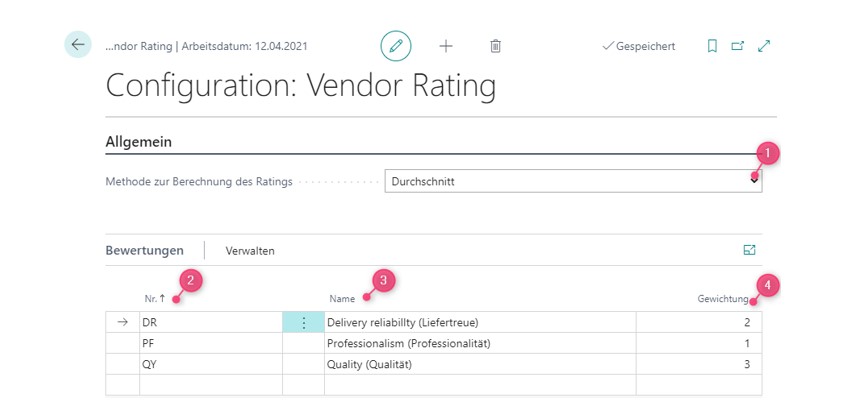 ...ndor Rating | Arbeitsdatum: 12.04.2021 Gespeichert
Configuration: Vendor Rating
Allgemein
1
Methode zur Berechnung des Ratings Durchschnitt
Bewertungen Verwalten
2 3 4
Nr. ↑ Name Gewichtung
DR Delivery reliabillty (Liefertreue) 2
PF Professionalism (Professionalität) 1
QY Quality (Qualität) 3